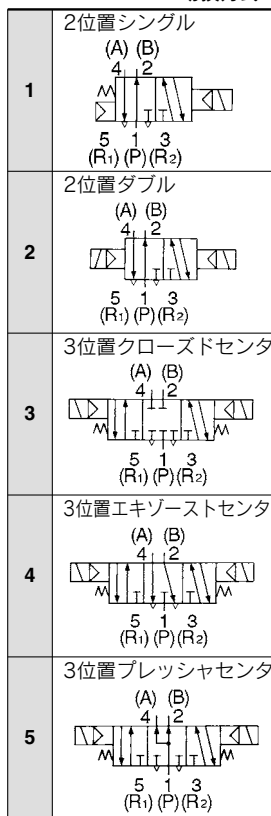 2位置シングル
(A) (B)
4 2
1
5 1 3
(R1) (P) (R2)
2位置ダブル
(A) (B)
4 2
2
5 1 3
(R1) (P) (R2)
3位置クローズドセンタ
(A) (B)
4 2
3
5 1 3
(R1) (P) (R2)
3位置エキゾーストセンタ
(A) (B)
4 2
4
5 1 3
(R1) (P) (R2)
3位置プレッシャセンタ
(A) (B)
4 2
5
5 1 3
(R1) (P) (R2)